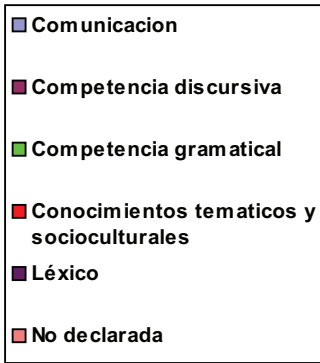 Comunicacion
Competencia discursiva
Competencia gramatical
Conocimientos tematicos y
socioculturales
Léxico
No declarada